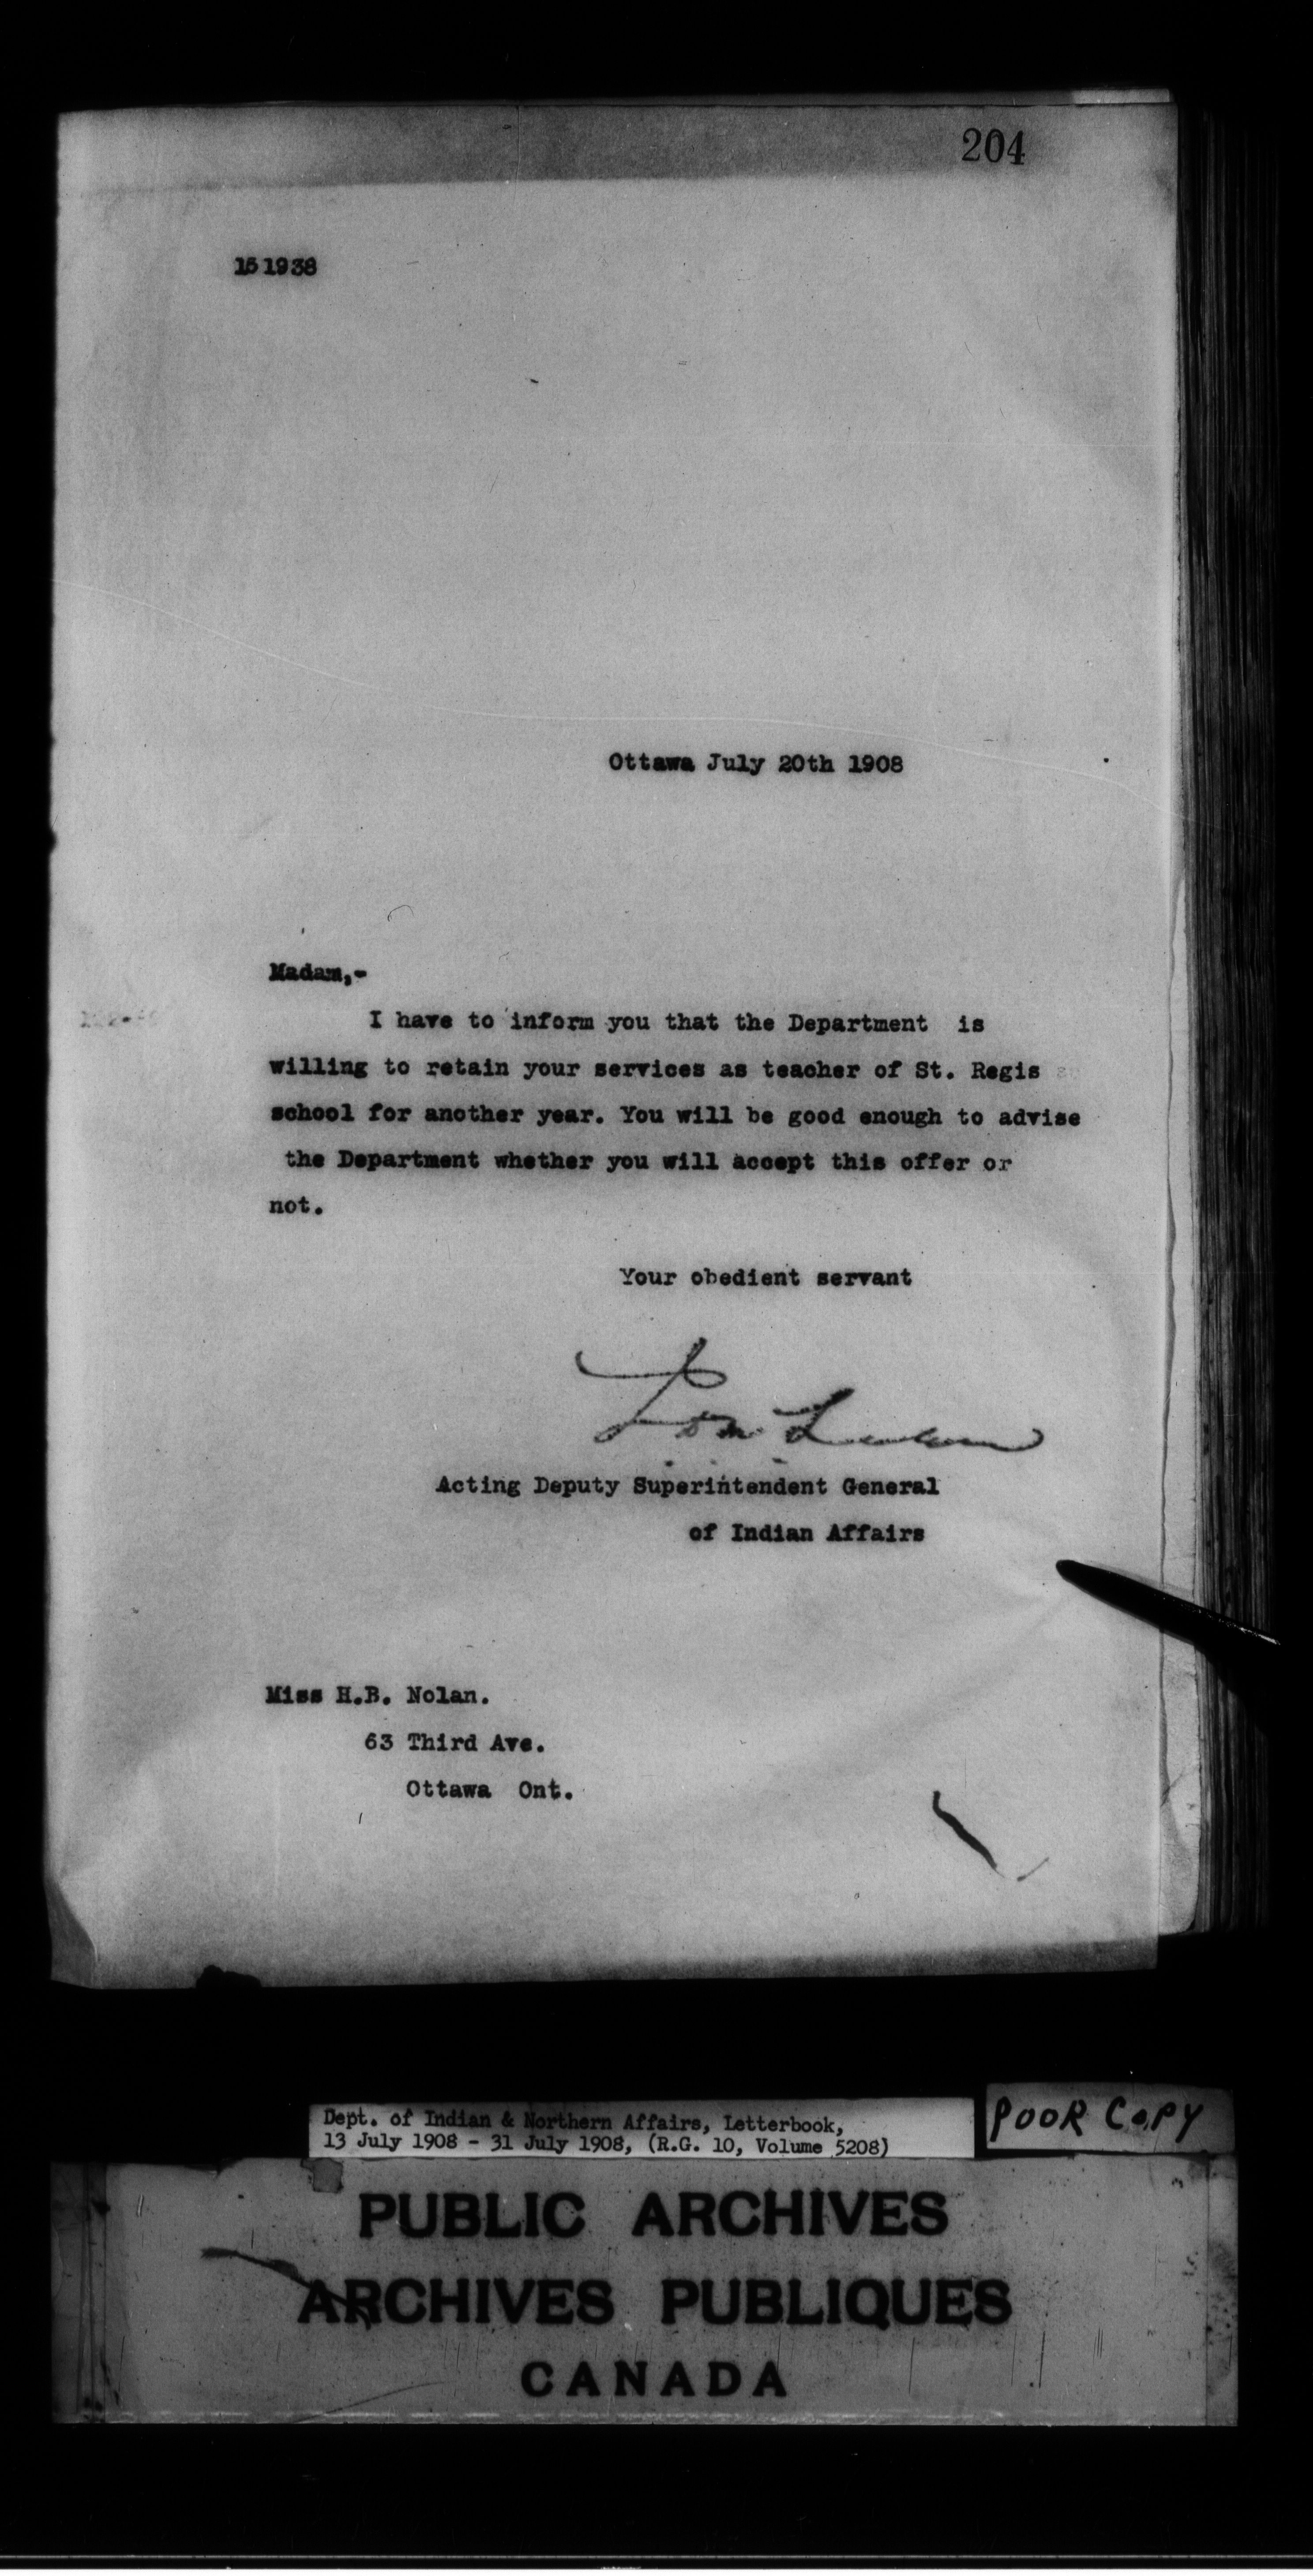 204
151938
Ottawa July 20th 1908
Madam,-
I have to inform you that the Department is
willing to retain your services as teacher of St. Regis
school for another year. You will be good enough to advise
the Department whether you will accept this offer or
not.
Your obedient servant
Acting Deputy Superintendent General
of Indian Affairs
Miss H.B. Nolan.
63 Third Ave.
Ottawa Ont.
Dept. of Indian & Northern Affairs, Letterbook,
13 July 1908 - 31 July 1908, (R.G. 10, Volume 5208)
POOR COPY
PUBLIC ARCHIVES
ARCHIVES PUBLIQUES
CANADA